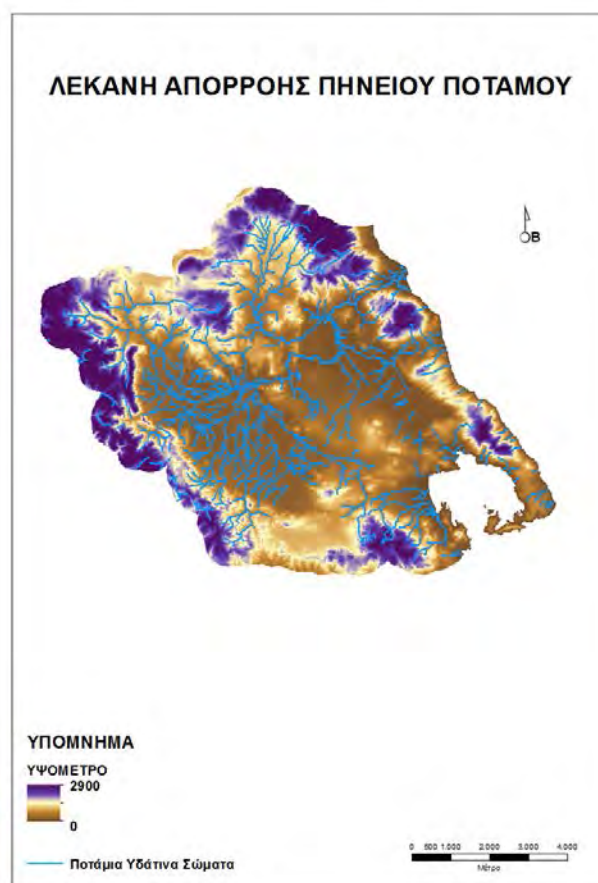 ΛΕΚΑΝΗ ΑΠΟΡΡΟΗΣ ΠΗΝΕΙΟΥ ΠΟΤΑΜΟΥ
Β
ΥΠΟΜΝΗΜΑ
ΥΨΟΜΕΤΡΟ
2900
0
Ποτάμια Υδάτινα Σώματα
0 500 1.000 2.000 3.000 4.000
Μέτρα